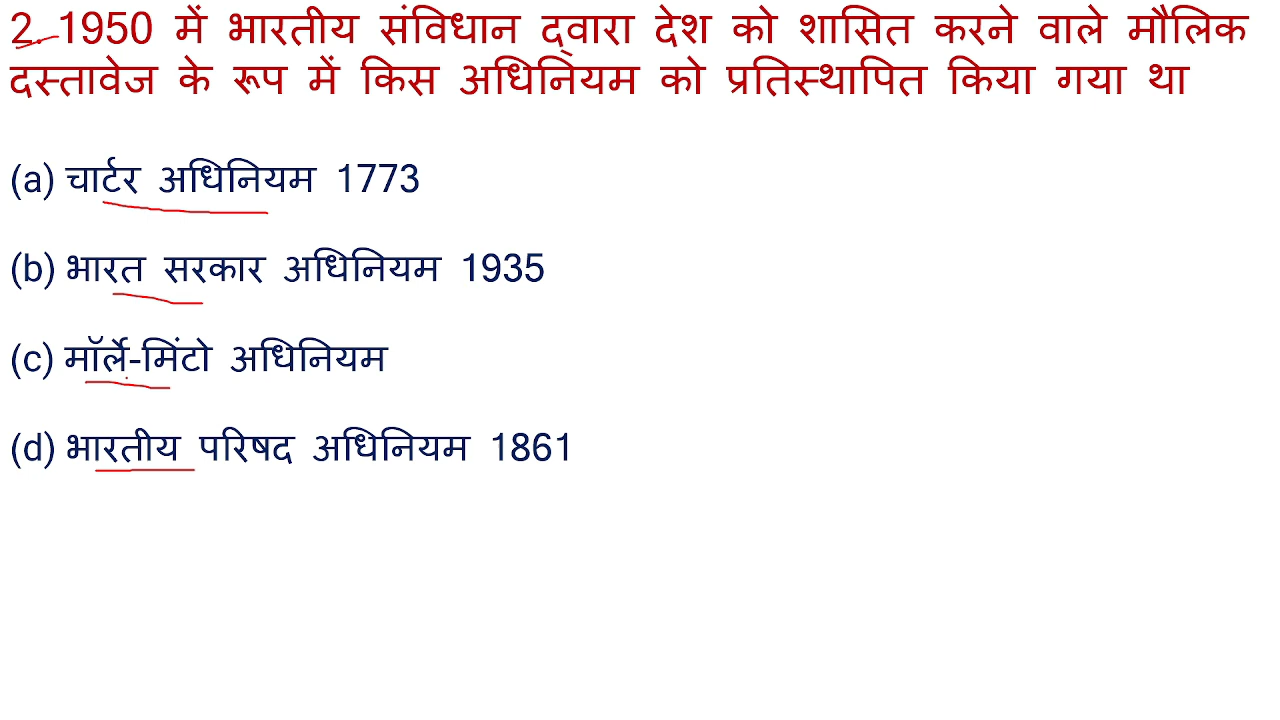 2. 1950 में भारतीय संविधान द्वारा देश को शासित करने वाले मौलिक
दस्तावेज के रूप में किस अधिनियम को प्रतिस्थापित किया गया था
(a) चार्टर अधिनियम 1773
(b) भारत सरकार अधिनियम 1935
(c) मॉर्ले-मिंटो अधिनियम
(d) भारतीय परिषद अधिनियम 1861